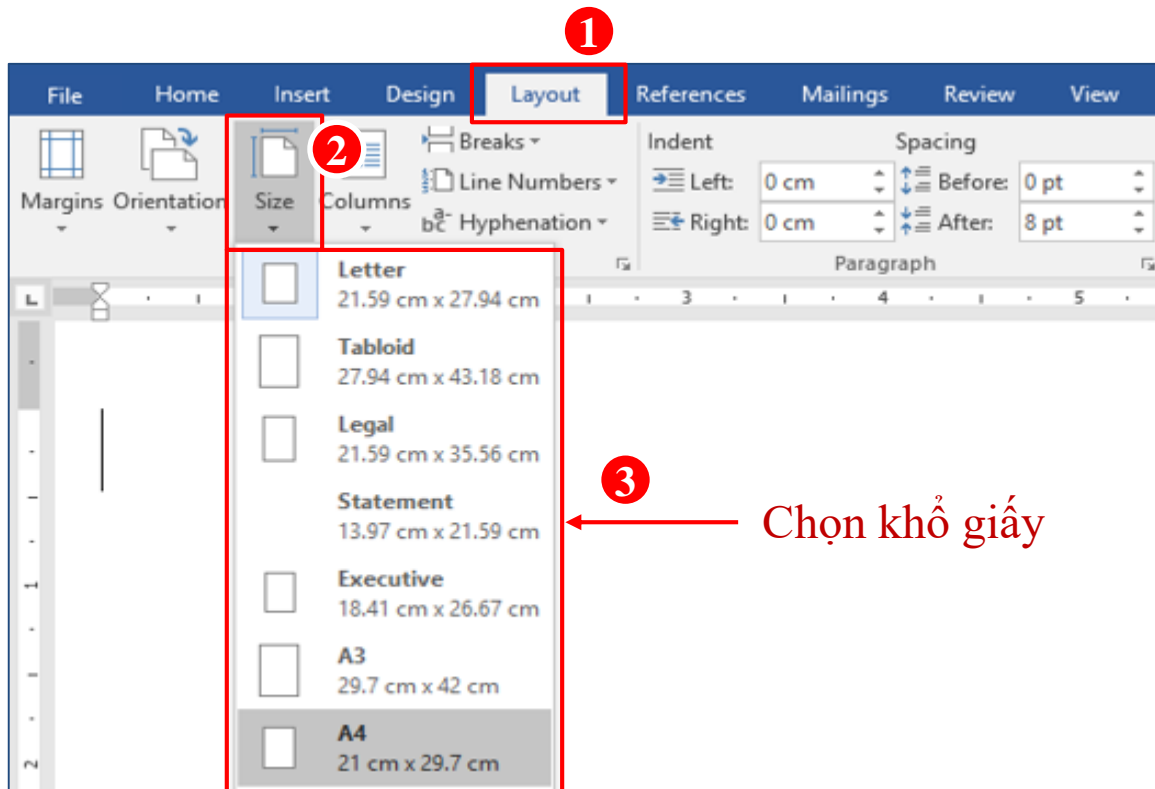 1
File Home Insert Design Layout References Mailings Review View
2
Breaks Indent Spacing
Line Numbers Left: 0 cm Before: 0 pt
Margins Orientation Size Columns
Hyphenation Right: 0 cm After: 8 pt
Paragraph
Letter
21.59 cm x 27.94 cm
3 4 5
Tabloid
27.94 cm x 43.18 cm
Legal
21.59 cm x 35.56 cm
Statement
13.97 cm x 21.59 cm
3
Chọn khổ giấy
Executive
18.41 cm x 26.67 cm
1
A3
29.7 cm x 42 cm
A4
21 cm x 29.7 cm
2